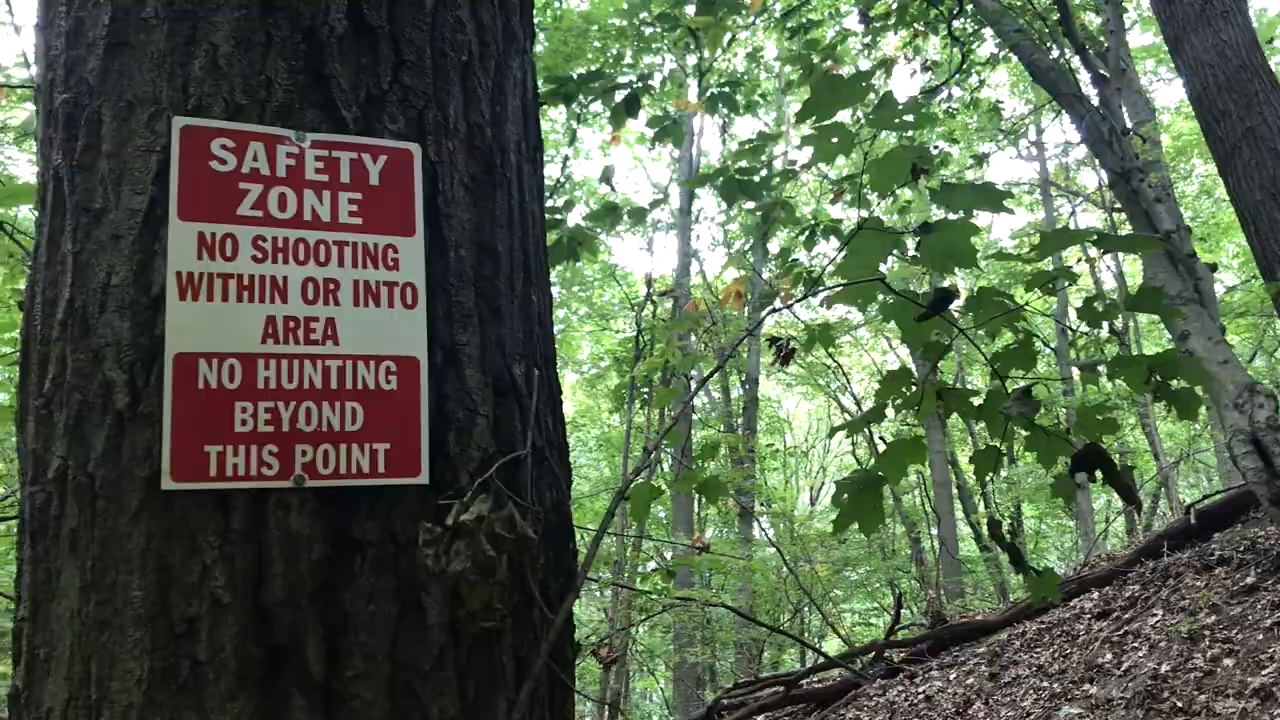 SAFETY
ZONE
NO SHOOTING
WITHIN OR INTO
AREA
NO HUNTING
BEYOND
THIS POINT